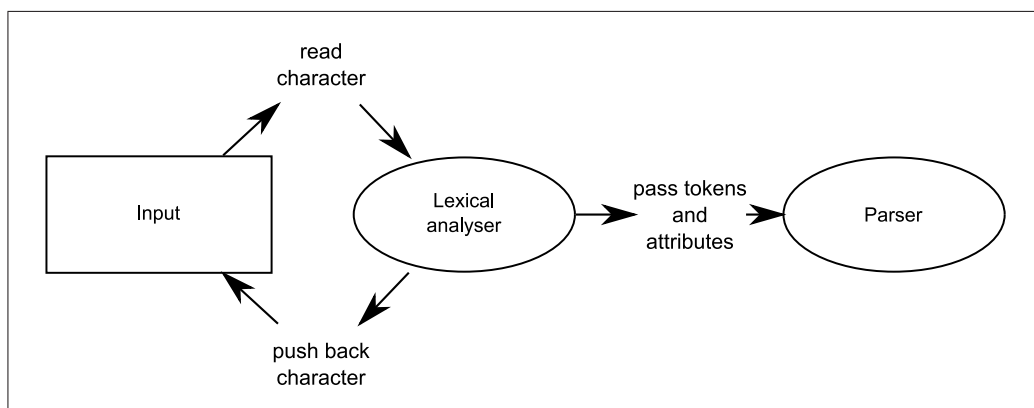 read
character
Input
Lexical
analyser
pass tokens
and
attributes
Parser
push back
character